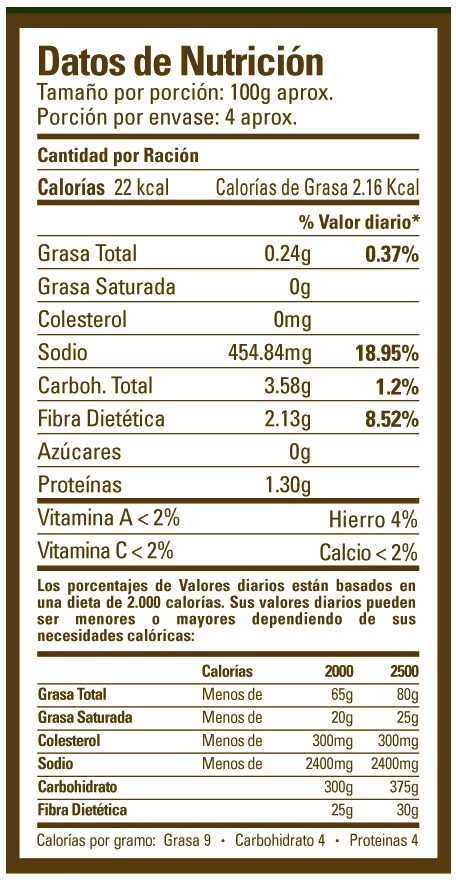 Datos de Nutrición
Tamaño por porción: 100g aprox.
Porción por envase: 4 aprox.
Cantidad por Ración
Calorías 22 kcal Calorías de Grasa 2.16 Kcal
% Valor diario*
Grasa Total 0.24g 0.37%
Grasa Saturada 0g
Colesterol 0mg
Sodio 454.84mg 18.95%
Carboh. Total 3.58g 1.2%
Fibra Dietética 2.13g 8.52%
Azúcares 0g
Proteínas 1.30g
Vitamina A < 2% Hierro 4%
Vitamina C < 2% Calcio < 2%
Los porcentajes de Valores diarios están basados en
una dieta de 2.000 calorías. Sus valores diarios pueden
ser menores o mayores dependiendo de sus
necesidades calóricas:
Calorías 2000 2500
Grasa Total Menos de 65g 80g
Grasa Saturada Menos de 20g 25g
Colesterol Menos de 300mg 300mg
Sodio Menos de 2400mg 2400mg
Carbohidrato 300g 375g
Fibra Dietética 25g 30g
Calorías por gramo: Grasa 9 • Carbohidrato 4 • Proteinas 4